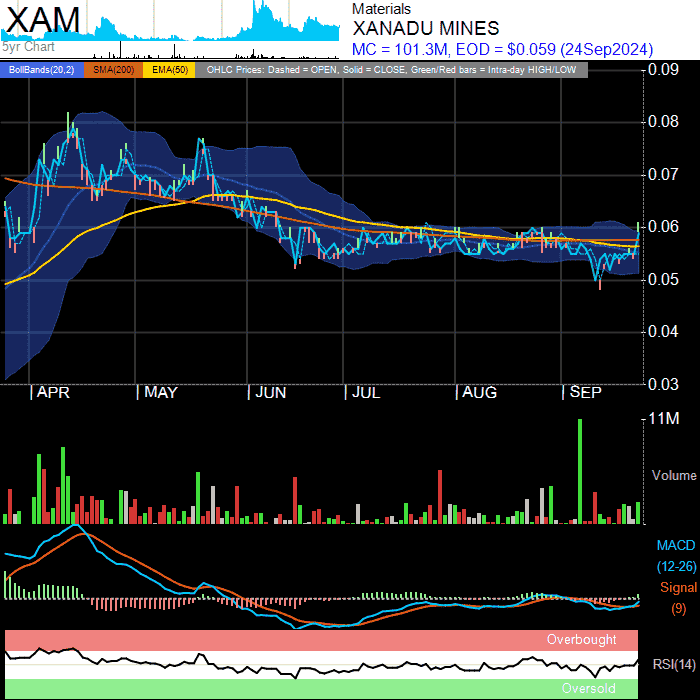 XAM
5yr Chart
Materials
XANADU MINES
MC = 101.3M, EOD = $0.059 (24Sep2024)
BollBands(20,2) SMA(200) EMA(50) OHLC Prices: Dashed = OPEN, Solid = CLOSE, Green/Red bars = Intra-day HIGH/LOW
0.09
0.08
0.07
0.06
0.05
0.04
0.03
APR MAY JUN JUL AUG SEP
11M
Volume
MACD
(12-26)
Signal
(9)
Overbought
RSI(14)
Oversold